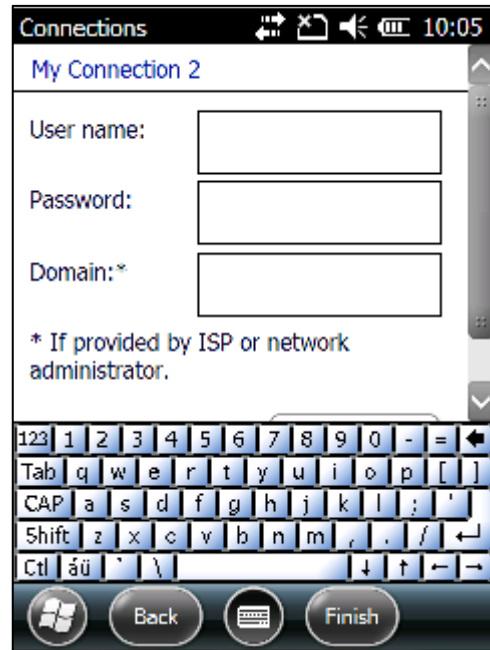 Connections 10:05
My Connection 2
User name:
Password:
Domain:*
* If provided by ISP or network
administrator.
123 1 2 3 4 5 6 7 8 9 0 - =
Tab q w e r t y u i o p [ ]
CAP a s d f g h j k l ; '
Shift z x c v b n m , . /
Ctl áü ` \
Back Finish